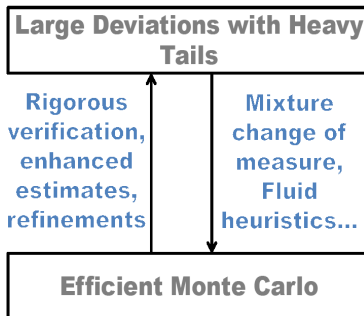 Large Deviations with Heavy
Tails
Rigorous
verification,
enhanced
estimates,
refinements
Mixture
change of
measure,
Fluid
heuristics...
Efficient Monte Carlo